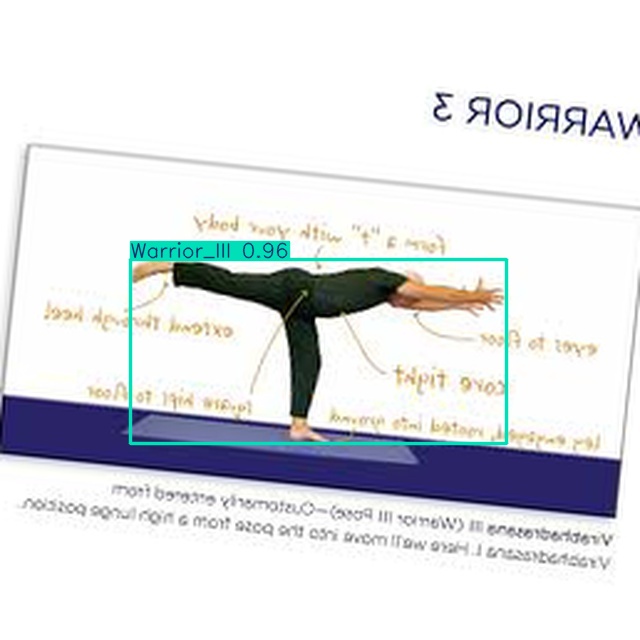 WARRIOR 3
form a "t" with your body
Warrior_III 0.96
extend through heel
eyes to floor
core tight
square hips to floor
leg engaged, rooted into ground
Virabhadrasana III (Warrior III Pose)—Customarily entered from
Virabhadrasana I. Here we'll move into the pose from a high lunge position.